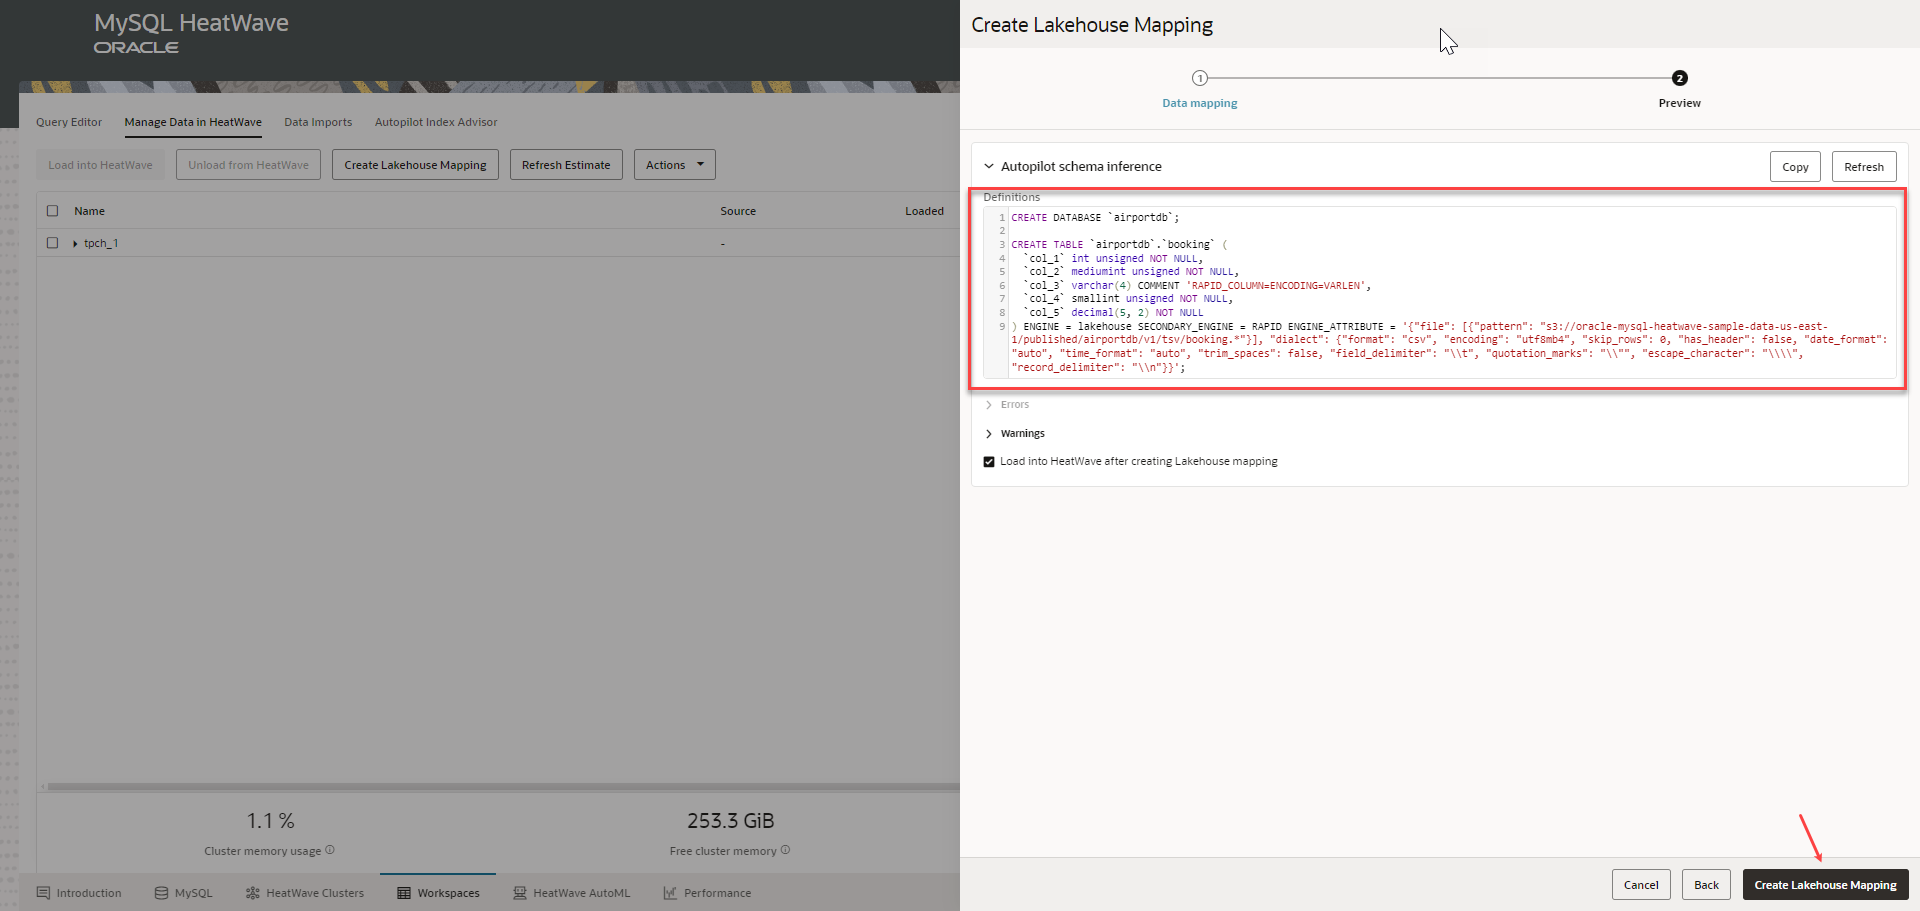 MySQL HeatWave
ORACLE
Query Editor Manage Data in HeatWave Data Imports Autopilot Index Advisor
Load into HeatWave Unload from HeatWave Create Lakehouse Mapping Refresh Estimate Actions
Name Source Loaded
tpch_1 -
1.1 % 253.3 GiB
Cluster memory usage Free cluster memory
Introduction MySQL HeatWave Clusters Workspaces HeatWave AutoML Performance
Create Lakehouse Mapping
1 2
Data mapping Preview
Autopilot schema inference Copy Refresh
Definitions
1 CREATE DATABASE `airportdb`;
2
3 CREATE TABLE `airportdb`.`booking` (
4 `col_1` int unsigned NOT NULL,
5 `col_2` mediumint unsigned NOT NULL,
6 `col_3` varchar(4) COMMENT 'RAPID_COLUMN=ENCODING=VARLEN',
7 `col_4` smallint unsigned NOT NULL,
8 `col_5` decimal(5, 2) NOT NULL
9 ) ENGINE = lakehouse SECONDARY_ENGINE = RAPID ENGINE_ATTRIBUTE = '{"file": [{"pattern": "s3://oracle-mysql-heatwave-sample-data-us-east-
1/published/airportdb/v1/tsv/booking.*"}], "dialect": {"format": "csv", "encoding": "utf8mb4", "skip_rows": 0, "has_header": false, "date_format":
"auto", "time_format": "auto", "trim_spaces": false, "field_delimiter": "\\t", "quotation_marks": "\\"", "escape_character": "\\\\",
"record_delimiter": "\\n"}}';
Errors
Warnings
Load into HeatWave after creating Lakehouse mapping
Cancel Back Create Lakehouse Mapping